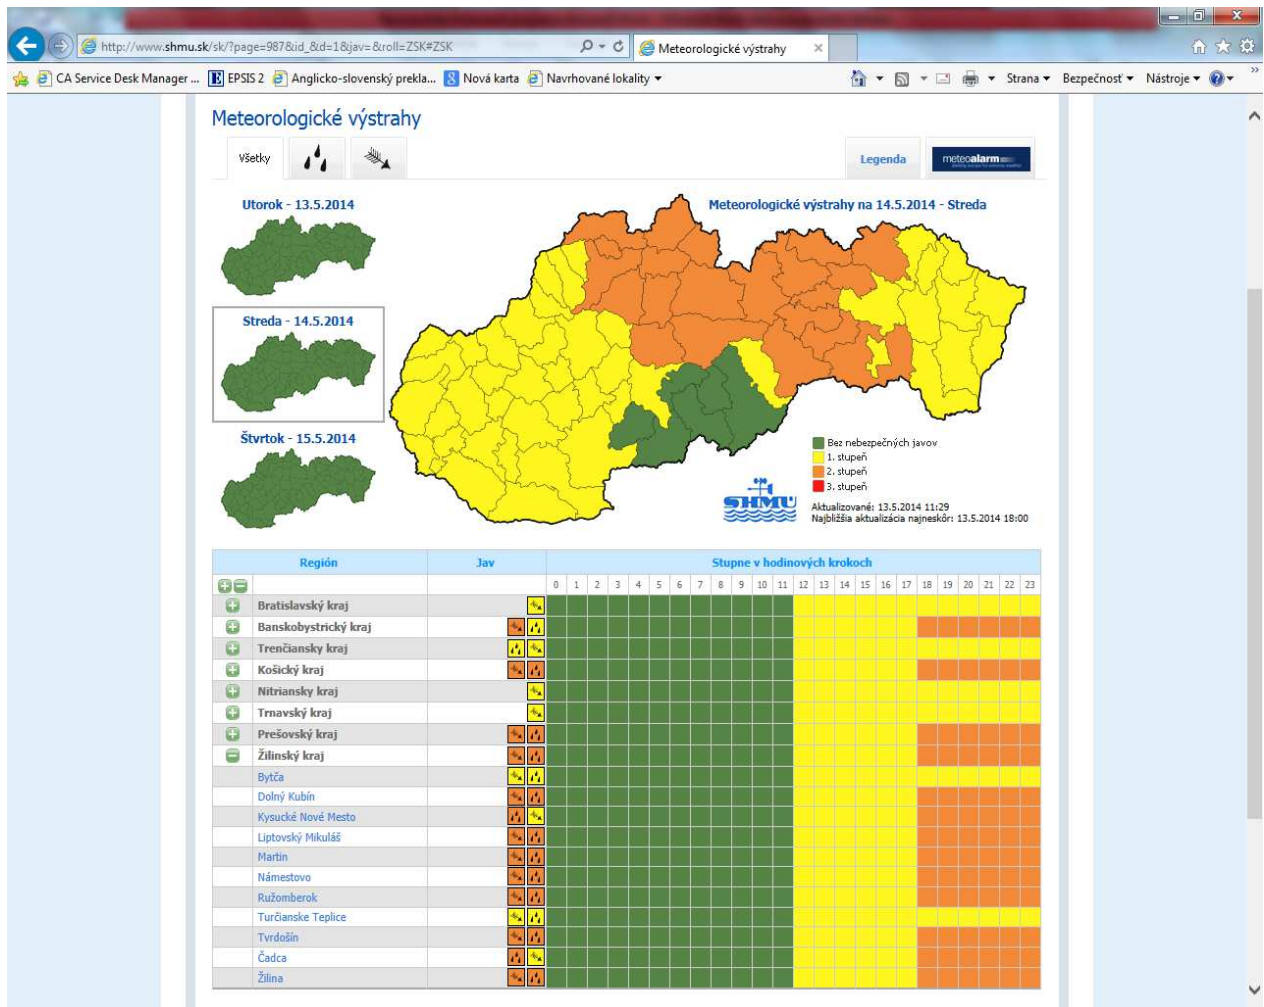 http://www.shmu.sk/sk/?page=987&id_&d=1&jav=&roll=ZSK#ZSK
Meteorologické výstrahy
CA Service Desk Manager ...
EPSIS 2
Anglicko-slovenský prekla...
Nová karta
Navrhované lokality
Strana
Bezpečnosť
Nástroje
Meteorologické výstrahy
Všetky
Legenda
meteoalarm
Utorok - 13.5.2014
Meteorologické výstrahy na 14.5.2014 - Streda
Streda - 14.5.2014
Štvrtok - 15.5.2014
Bez nebezpečných javov
1. stupeň
2. stupeň
3. stupeň
SHMU
Aktualizované: 13.5.2014 11:29
Najbližšia aktualizácia najneskôr: 13.5.2014 18:00
Región Jav Stupne v hodinových krokoch
0 1 2 3 4 5 6 7 8 9 10 11 12 13 14 15 16 17 18 19 20 21 22 23
Bratislavský kraj
Banskobystrický kraj
Trenčiansky kraj
Košický kraj
Nitriansky kraj
Trnavský kraj
Prešovský kraj
Žilinský kraj
Bytča
Dolný Kubín
Kysucké Nové Mesto
Liptovský Mikuláš
Martin
Námestovo
Ružomberok
Turčianske Teplice
Tvrdošín
Čadca
Žilina